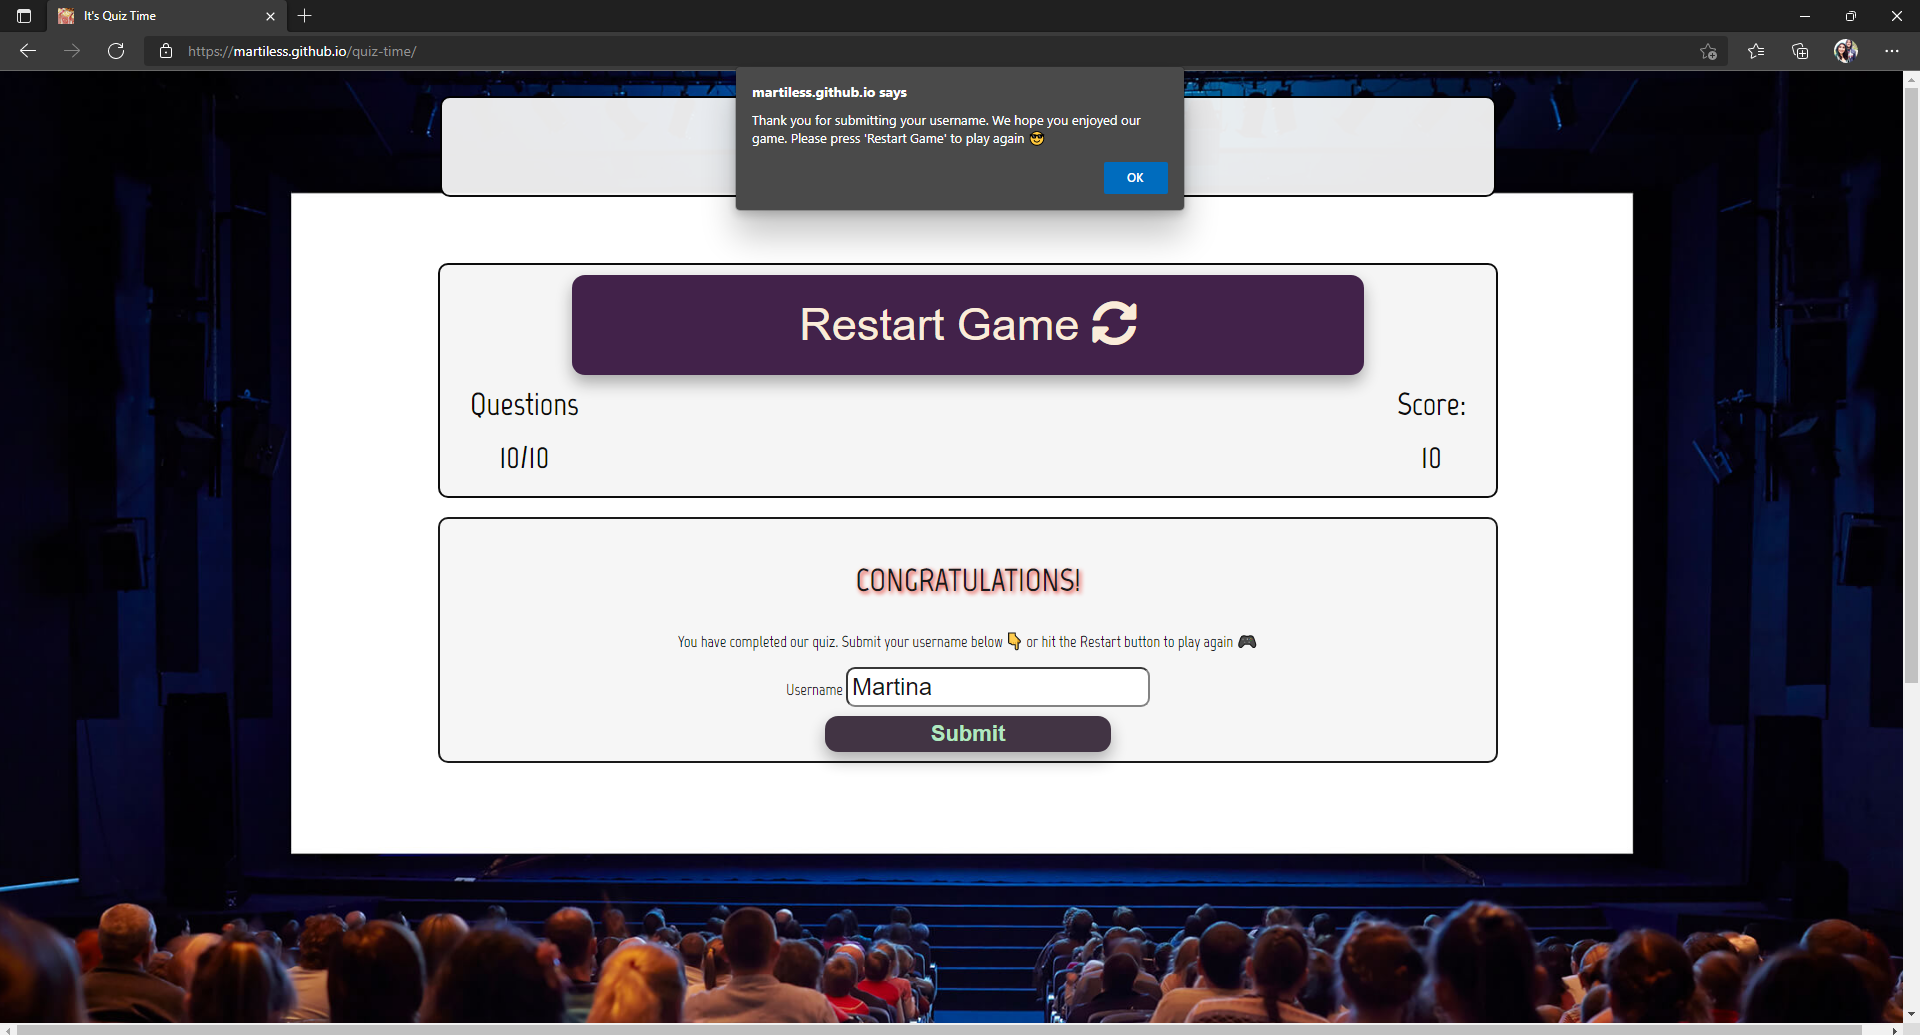 It's Quiz Time
https://martiless.github.io/quiz-time/
martiless.github.io says
Thank you for submitting your username. We hope you enjoyed our
game. Please press 'Restart Game' to play again 😎
OK
Restart Game
Questions
Score:
10/10
10
CONGRATULATIONS!
You have completed our quiz. Submit your username below 👇 or hit the Restart button to play again 🎮
Username Martina
Submit